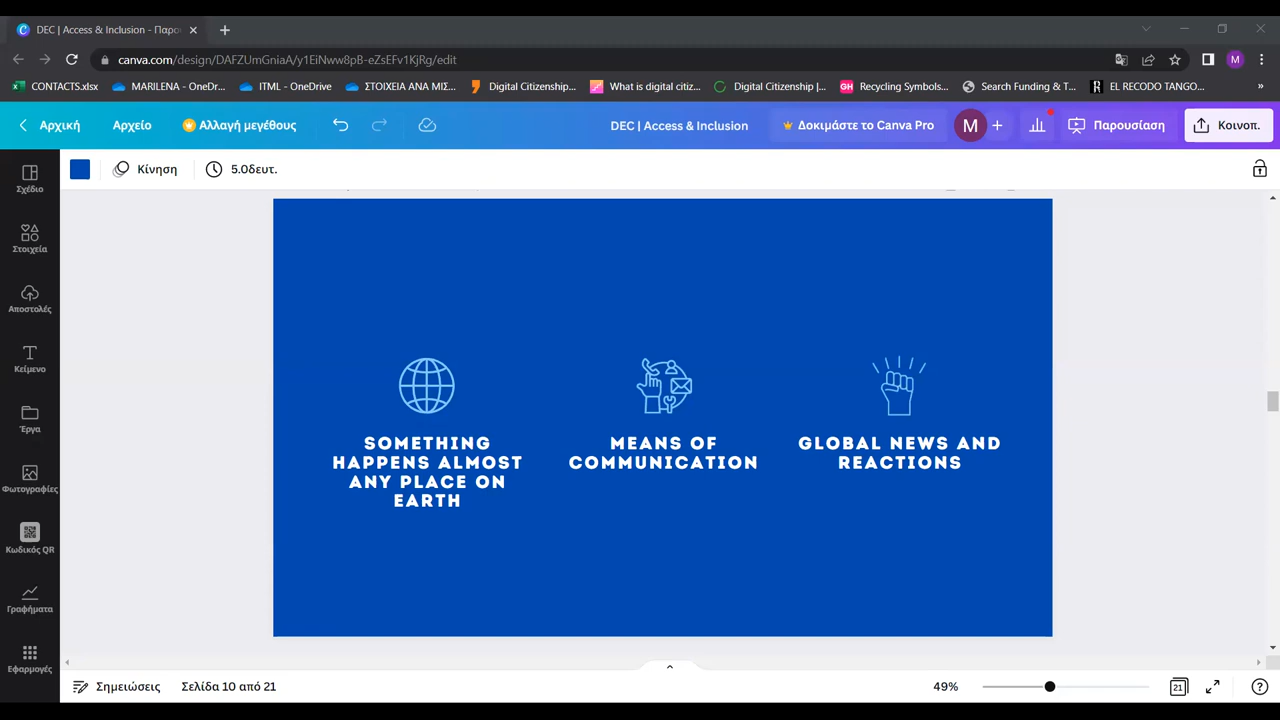 DEC | Access & Inclusion - Παρου
canva.com/design/DAFZUmGniaA/y1EiNww8pB-eZsEFv1KjRg/edit
M
CONTACTS.xlsx MARILENA - OneDr... ITML - OneDrive ΣΤΟΙΧΕΙΑ ΑΝΑ ΜΙΣ... Digital Citizenship... What is digital citiz... Digital Citizenship |... GH Recycling Symbols... Search Funding & T... EL RECODO TANGO... »
Αρχική Αρχείο Αλλαγή μεγέθους DEC | Access & Inclusion Δοκιμάστε το Canva Pro M + Παρουσίαση Κοινοπ.
Κίνηση 5.0δευτ.
Σχέδιο
Στοιχεία
Αποστολές
Κείμενο
Έργα
Φωτογραφίες
Κωδικός QR
Γραφήματα
Εφαρμογές
SOMETHING
HAPPENS ALMOST
ANY PLACE ON
EARTH
MEANS OF
COMMUNICATION
GLOBAL NEWS AND
REACTIONS
Σημειώσεις Σελίδα 10 από 21 49% 21 ?